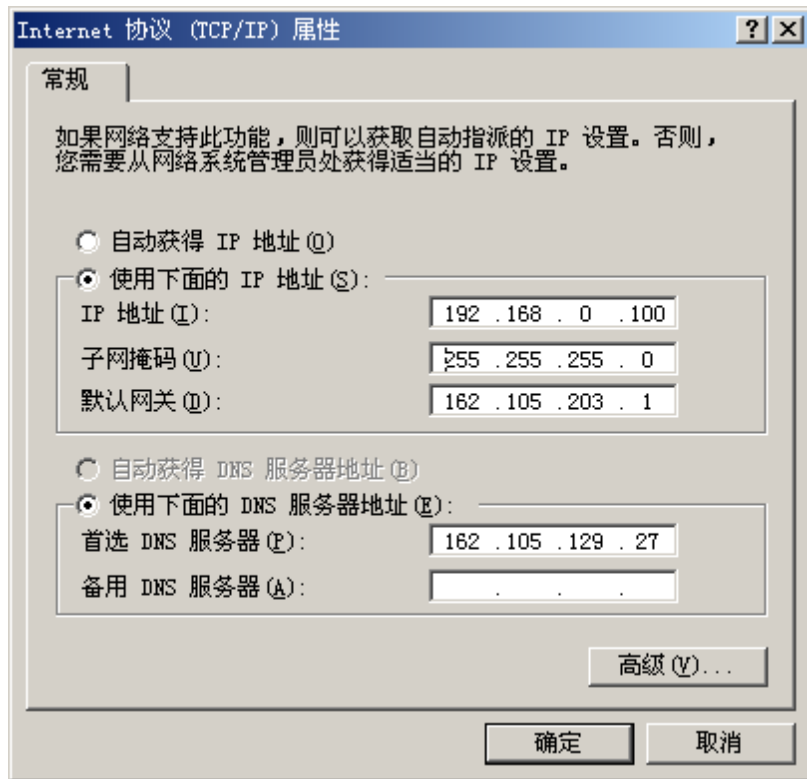 Internet 协议 (TCP/IP) 属性
常规
如果网络支持此功能，则可以获取自动指派的 IP 设置。否则，
您需要从网络系统管理员处获得适当的 IP 设置。
自动获得 IP 地址(O)
使用下面的 IP 地址(S):
IP 地址(I): 192 .168 . 0 .100
子网掩码(U): 255 .255 .255 . 0
默认网关(D): 162 .105 .203 . 1
自动获得 DNS 服务器地址(B)
使用下面的 DNS 服务器地址(E):
首选 DNS 服务器(P): 162 .105 .129 . 27
备用 DNS 服务器(A): . . .
高级(V)...
确定 取消